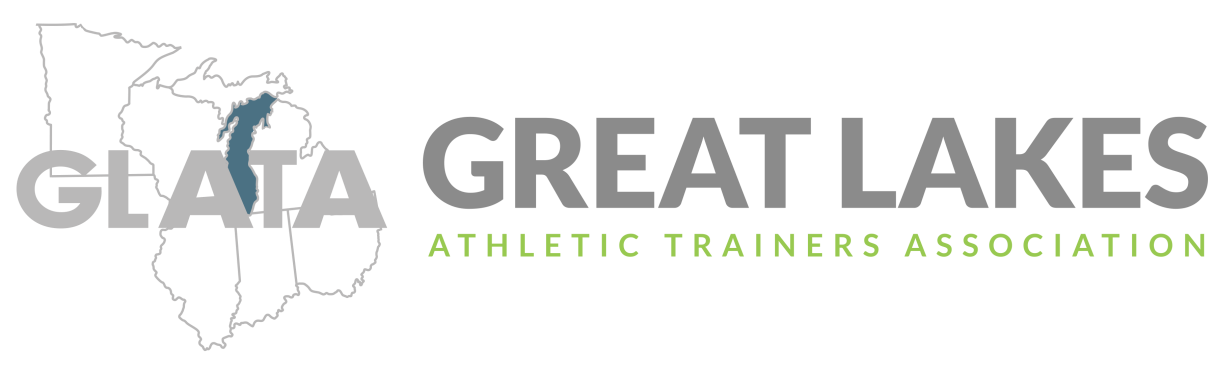 GLATA
GREAT LAKES
ATHLETIC TRAINERS ASSOCIATION